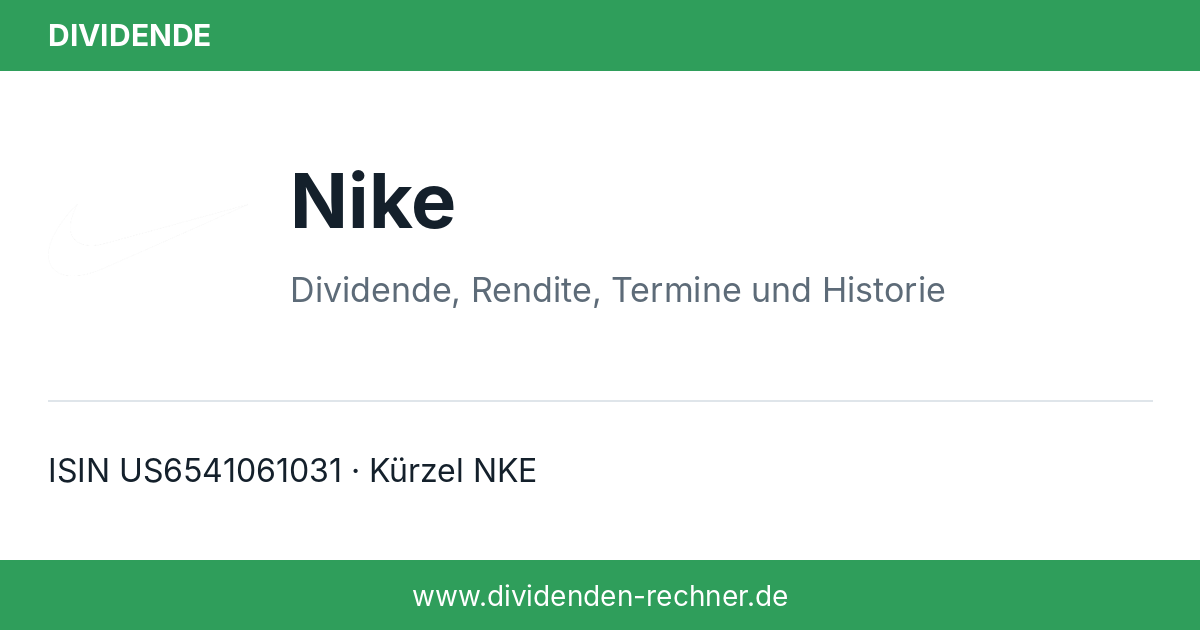 DIVIDENDE
Nike
Dividende, Rendite, Termine und Historie
ISIN US6541061031 · Kürzel NKE
www.dividenden-rechner.de